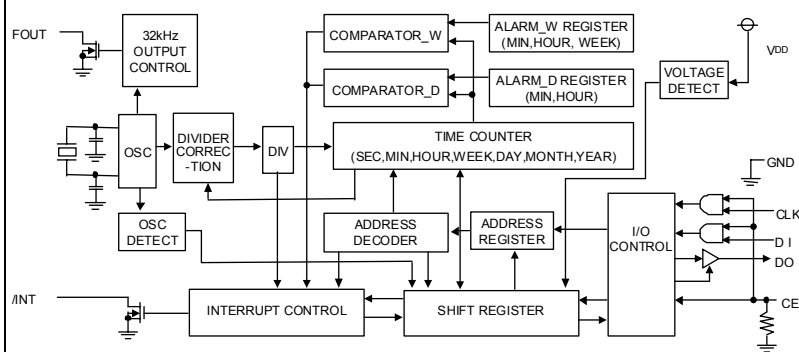 FOUT
32kHz
OUTPUT
CONTROL
COMPARATOR_W
ALARM_W REGISTER
(MIN,HOUR, WEEK)
COMPARATOR_D
ALARM_D REGISTER
(MIN,HOUR)
VOLTAGE
DETECT
VDD
OSC
DIVIDER
CORREC
-TION
DIV
TIME COUNTER
(SEC,MIN,HOUR,WEEK,DAY,MONTH,YEAR)
GND
OSC
DETECT
ADDRESS
DECODER
ADDRESS
REGISTER
I/O
CONTROL
CLK
D I
DO
/INT
INTERRUPT CONTROL
SHIFT REGISTER
CE